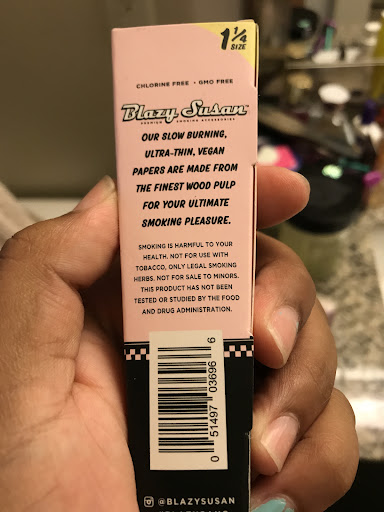 1 1/4
SIZE
CHLORINE FREE • GMO FREE
Blazy Susan
PREMIUM SMOKING ACCESSORIES
OUR SLOW BURNING,
ULTRA-THIN, VEGAN
PAPERS ARE MADE FROM
THE FINEST WOOD PULP
FOR YOUR ULTIMATE
SMOKING PLEASURE.
SMOKING IS HARMFUL TO YOUR
HEALTH. NOT FOR USE WITH
TOBACCO, ONLY LEGAL SMOKING
HERBS. NOT FOR SALE TO MINORS.
THIS PRODUCT HAS NOT BEEN
TESTED OR STUDIED BY THE FOOD
AND DRUG ADMINISTRATION.
0 51497 03696 6
@BLAZYSUSAN